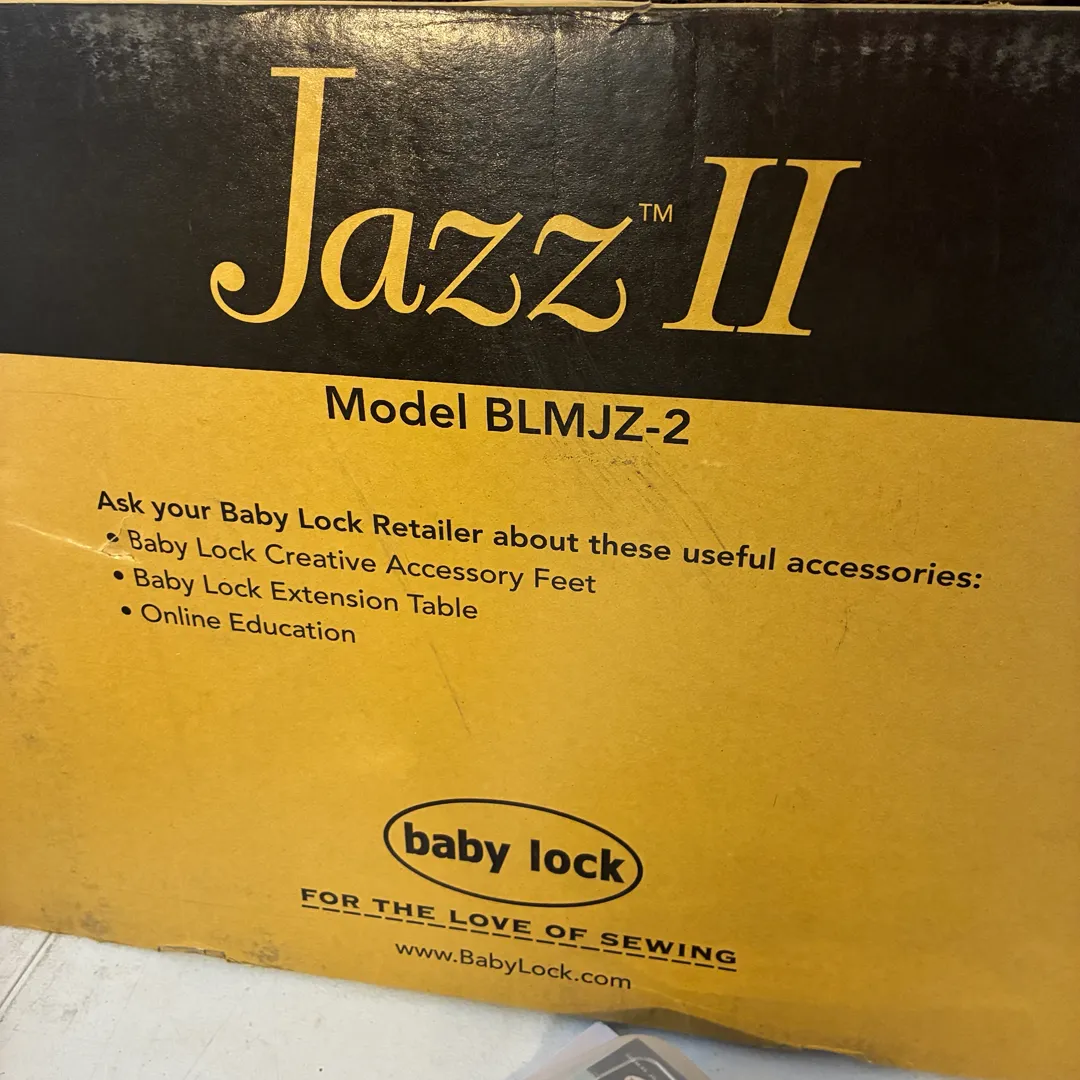 Jazz™ II
Model BLMJZ-2
Ask your Baby Lock Retailer about these useful accessories:
• Baby Lock Creative Accessory Feet
• Baby Lock Extension Table
• Online Education
baby lock
FOR THE LOVE OF SEWING
www.BabyLock.com